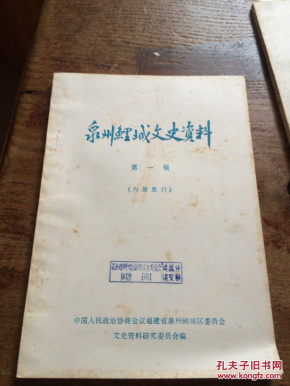 泉州鲤城文史资料
第一辑
（内部发行）
中国人民政治协商会议福建省泉州鲤城区委员会
文史资料研究委员会编
孔夫子旧书网